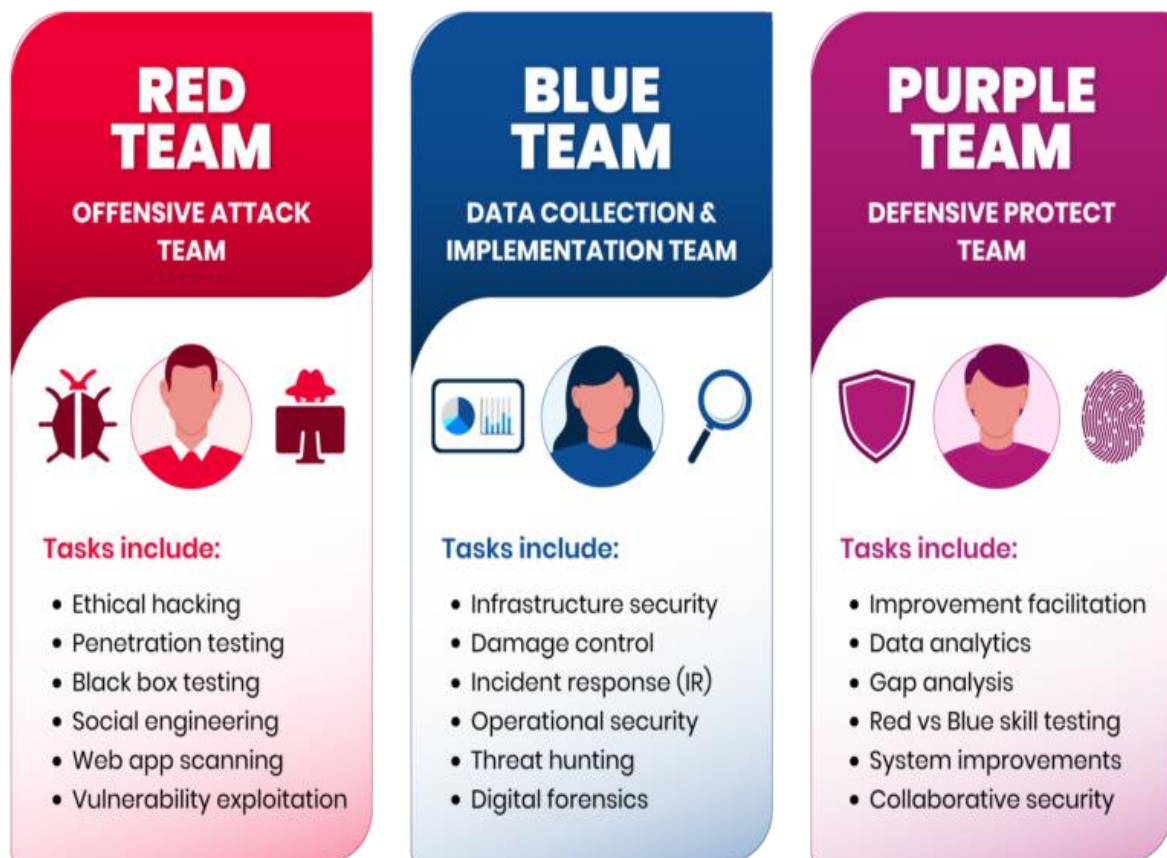 RED
TEAM
OFFENSIVE ATTACK
TEAM
Tasks include:
• Ethical hacking
• Penetration testing
• Black box testing
• Social engineering
• Web app scanning
• Vulnerability exploitation
BLUE
TEAM
DATA COLLECTION &
IMPLEMENTATION TEAM
Tasks include:
• Infrastructure security
• Damage control
• Incident response (IR)
• Operational security
• Threat hunting
• Digital forensics
PURPLE
TEAM
DEFENSIVE PROTECT
TEAM
Tasks include:
• Improvement facilitation
• Data analytics
• Gap analysis
• Red vs Blue skill testing
• System improvements
• Collaborative security